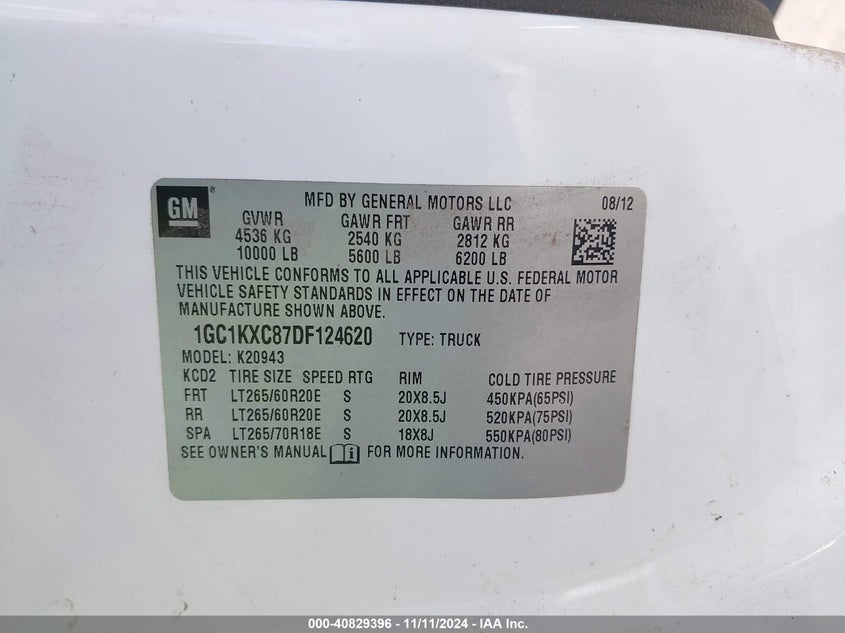 GM
MFD BY GENERAL MOTORS LLC 08/12
GVWR GAWR FRT GAWR RR
4536 KG 2540 KG 2812 KG
10000 LB 5600 LB 6200 LB
THIS VEHICLE CONFORMS TO ALL APPLICABLE U.S. FEDERAL MOTOR
VEHICLE SAFETY STANDARDS IN EFFECT ON THE DATE OF
MANUFACTURE SHOWN ABOVE.
1GC1KXC87DF124620 TYPE: TRUCK
MODEL: K20943
KCD2 TIRE SIZE SPEED RTG RIM COLD TIRE PRESSURE
FRT LT265/60R20E S 20X8.5J 450KPA(65PSI)
RR LT265/60R20E S 20X8.5J 520KPA(75PSI)
SPA LT265/70R18E S 18X8J 550KPA(80PSI)
SEE OWNER'S MANUAL i FOR MORE INFORMATION.
000-40829396 - 11/11/2024 - IAA Inc.